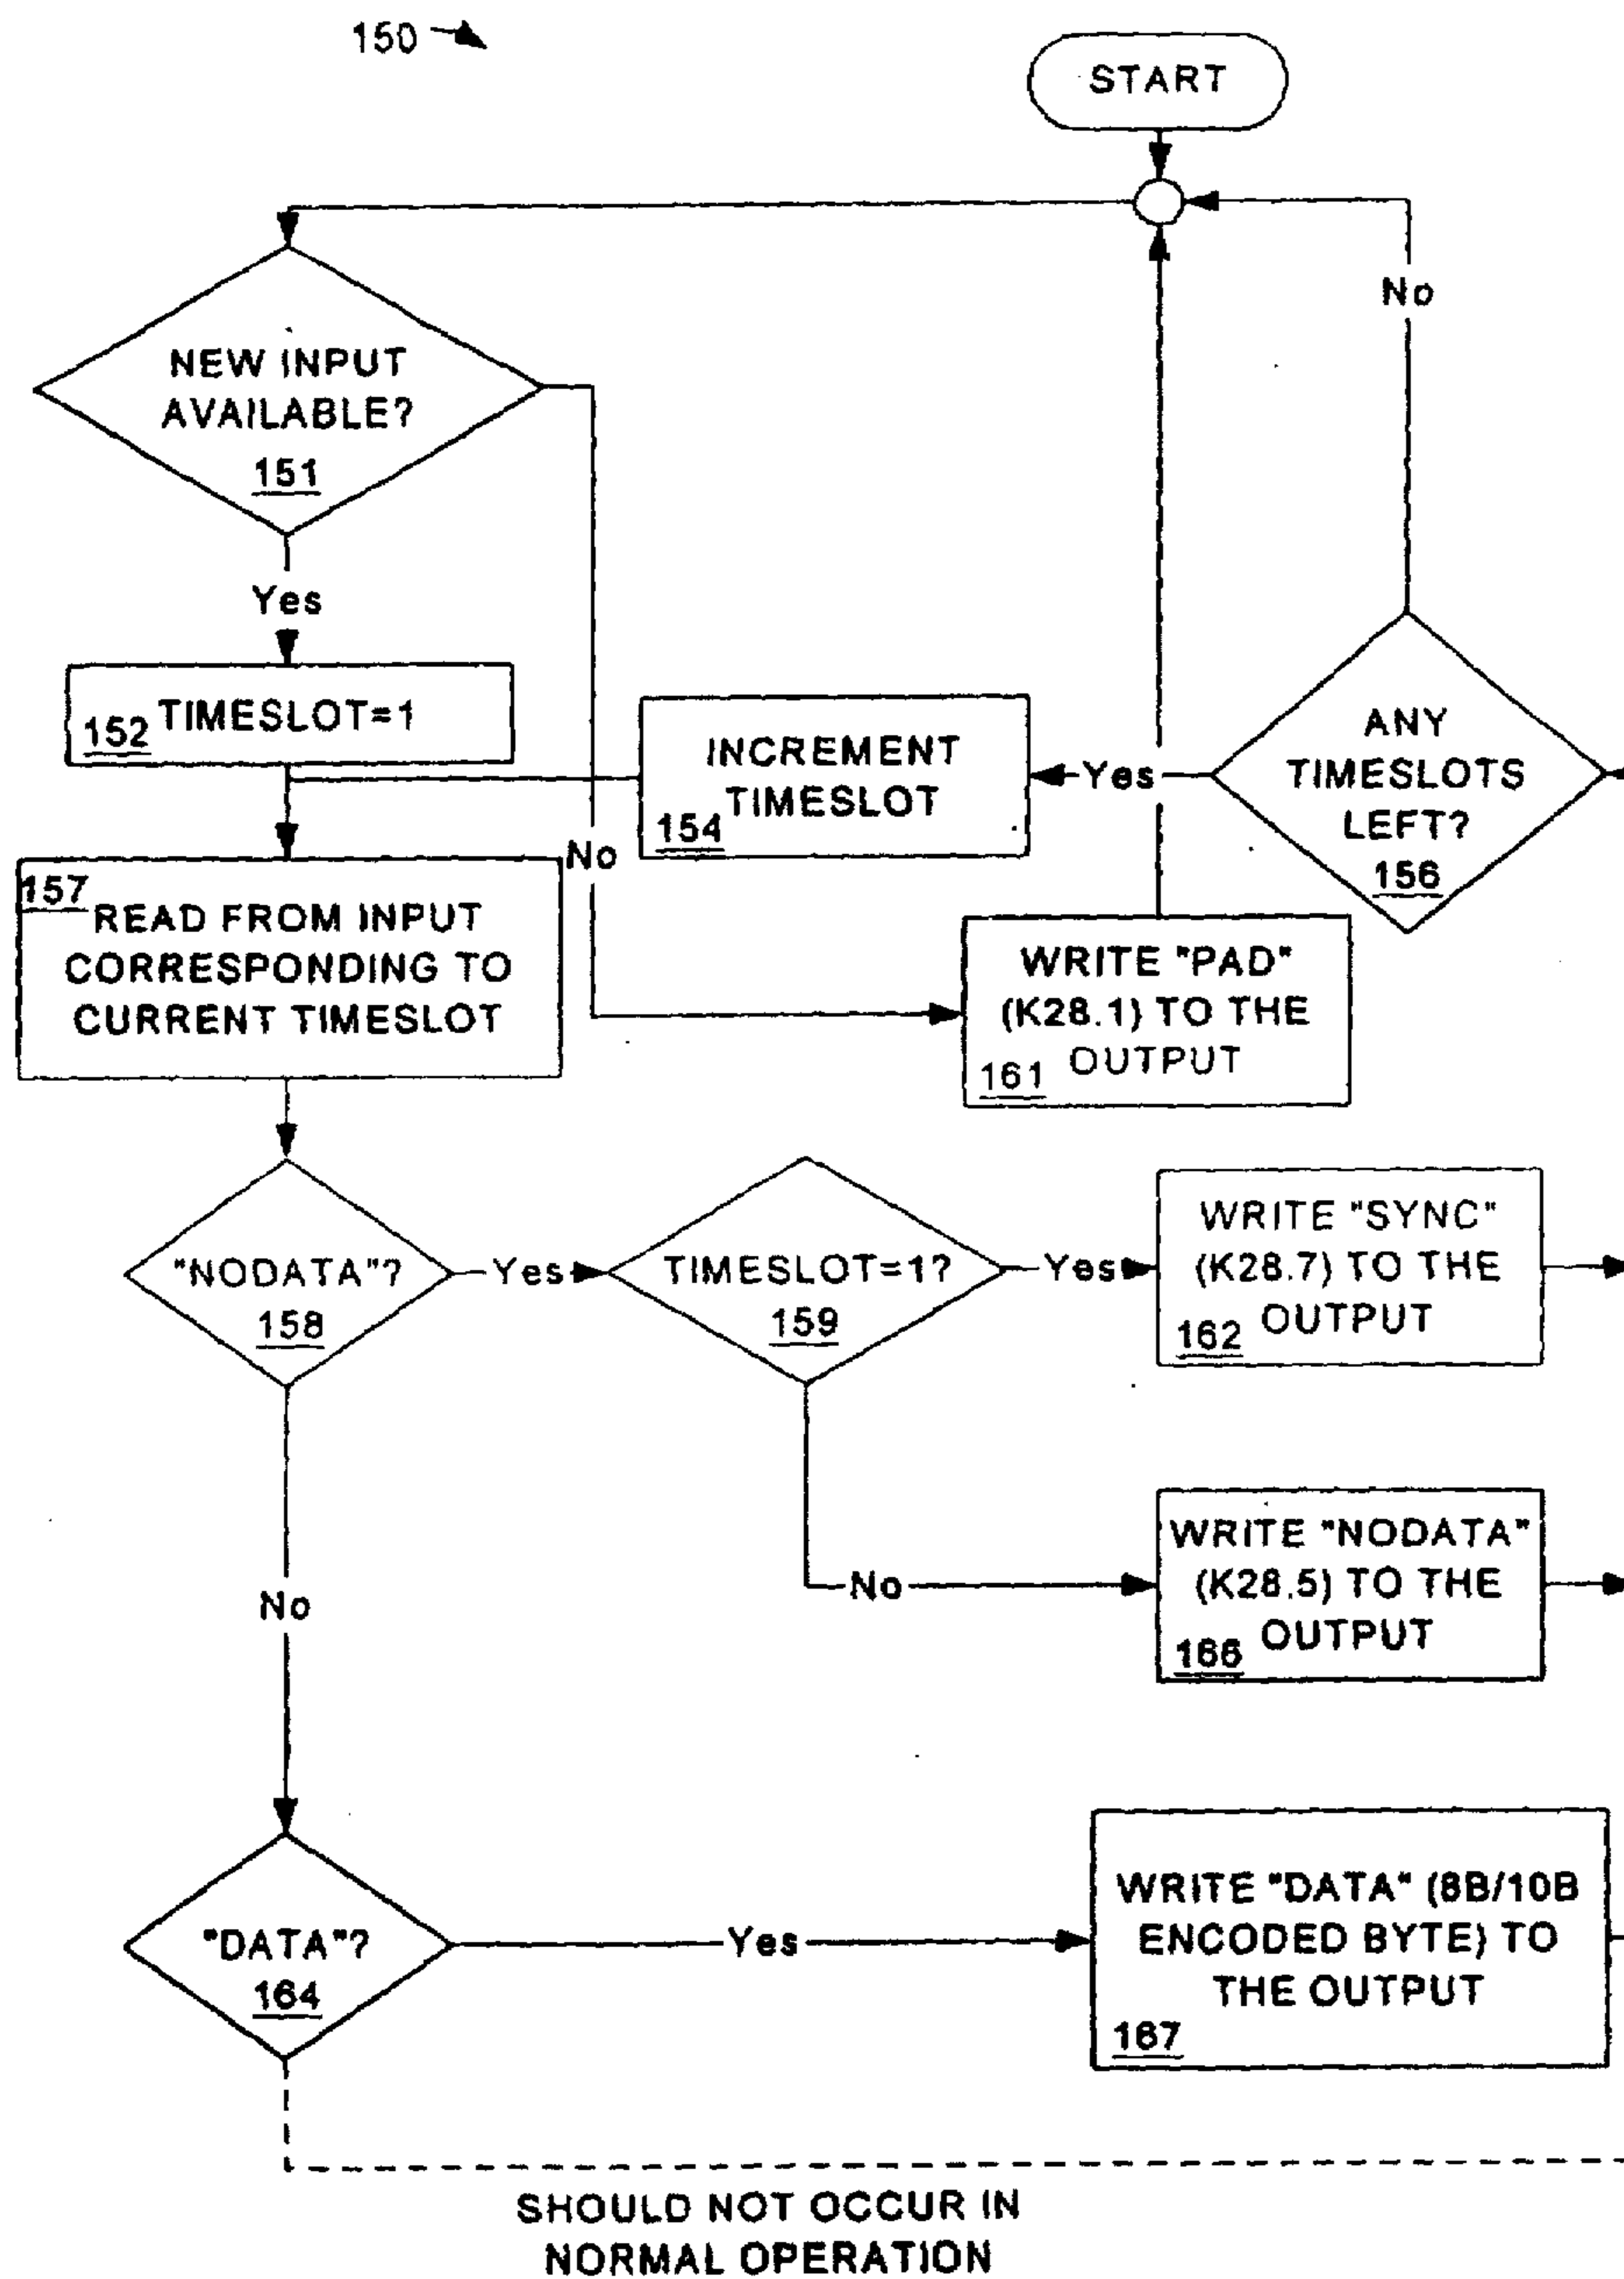 150
START
No
NEW INPUT
AVAILABLE?
151
Yes
152 TIMESLOT=1
INCREMENT
TIMESLOT
154
Yes
ANY
TIMESLOTS
LEFT?
156
No
157
READ FROM INPUT
CORRESPONDING TO
CURRENT TIMESLOT
WRITE "PAD"
(K28.1) TO THE
161 OUTPUT
"NODATA"?
158
Yes
TIMESLOT=1?
159
Yes
WRITE "SYNC"
(K28.7) TO THE
162 OUTPUT
No
WRITE "NODATA"
(K28.5) TO THE
166 OUTPUT
No
"DATA"?
164
Yes
WRITE "DATA" (8B/10B
ENCODED BYTE) TO
THE OUTPUT
167
SHOULD NOT OCCUR IN
NORMAL OPERATION